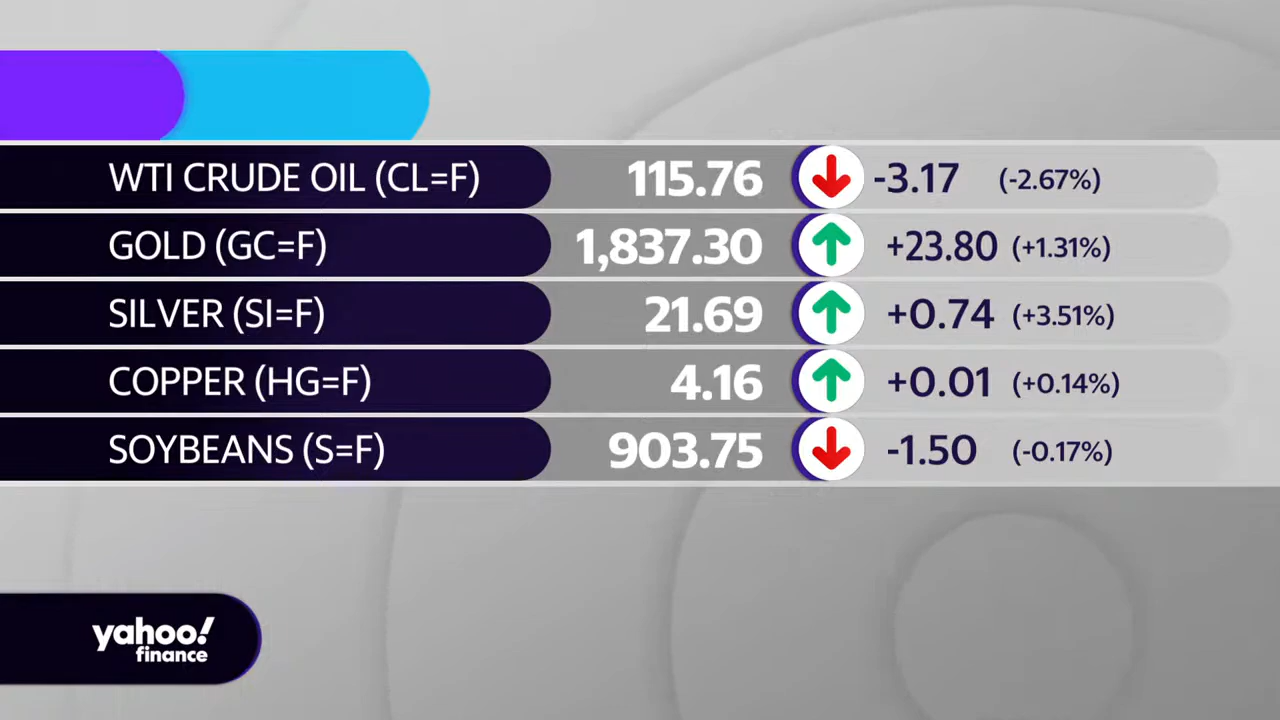 WTI CRUDE OIL (CL=F) 115.76 -3.17 (-2.67%)
GOLD (GC=F) 1,837.30 +23.80 (+1.31%)
SILVER (SI=F) 21.69 +0.74 (+3.51%)
COPPER (HG=F) 4.16 +0.01 (+0.14%)
SOYBEANS (S=F) 903.75 -1.50 (-0.17%)
yahoo!
finance